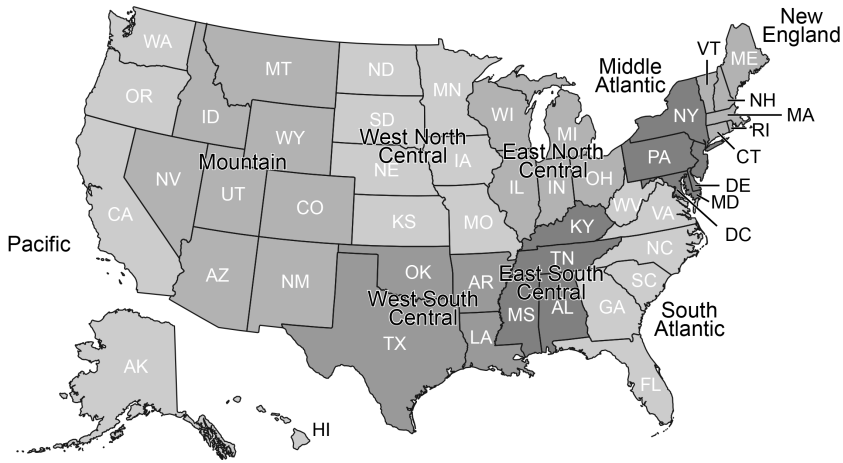 New
England
VT
ME
WA
MT
ND
MN
Middle
Atlantic
OR
ID
SD
WI
MI
NY
NH
MA
RI
CT
WY
West North
Central
East North
Central
PA
Mountain
NE
IA
OH
NV
UT
CO
IL
IN
WV
VA
DE
MD
DC
CA
KS
MO
KY
Pacific
NC
TN
AZ
NM
OK
AR
East South
Central
SC
West South
Central
MS
AL
GA
South
Atlantic
TX
LA
AK
FL
HI